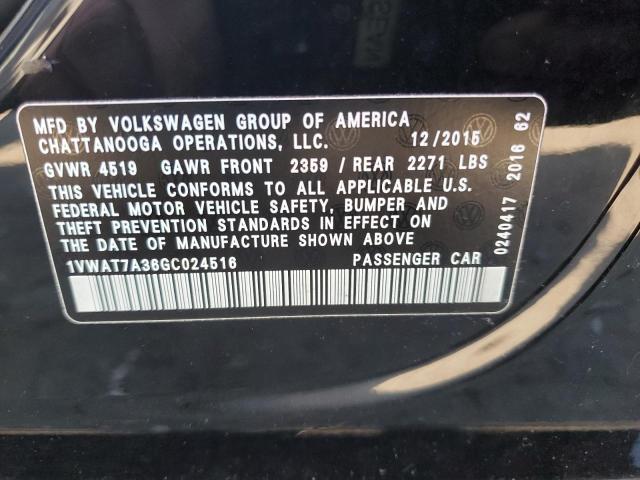 MFD BY VOLKSWAGEN GROUP OF AMERICA
CHATTANOOGA OPERATIONS, LLC. 12/2015
GVWR 4519 GAWR FRONT 2359 / REAR 2271 LBS
THIS VEHICLE CONFORMS TO ALL APPLICABLE U.S.
FEDERAL MOTOR VEHICLE SAFETY, BUMPER AND
THEFT PREVENTION STANDARDS IN EFFECT ON
THE DATE OF MANUFACTURE SHOWN ABOVE
1VWAT7A36GC024516 PASSENGER CAR
0240417 2016 62